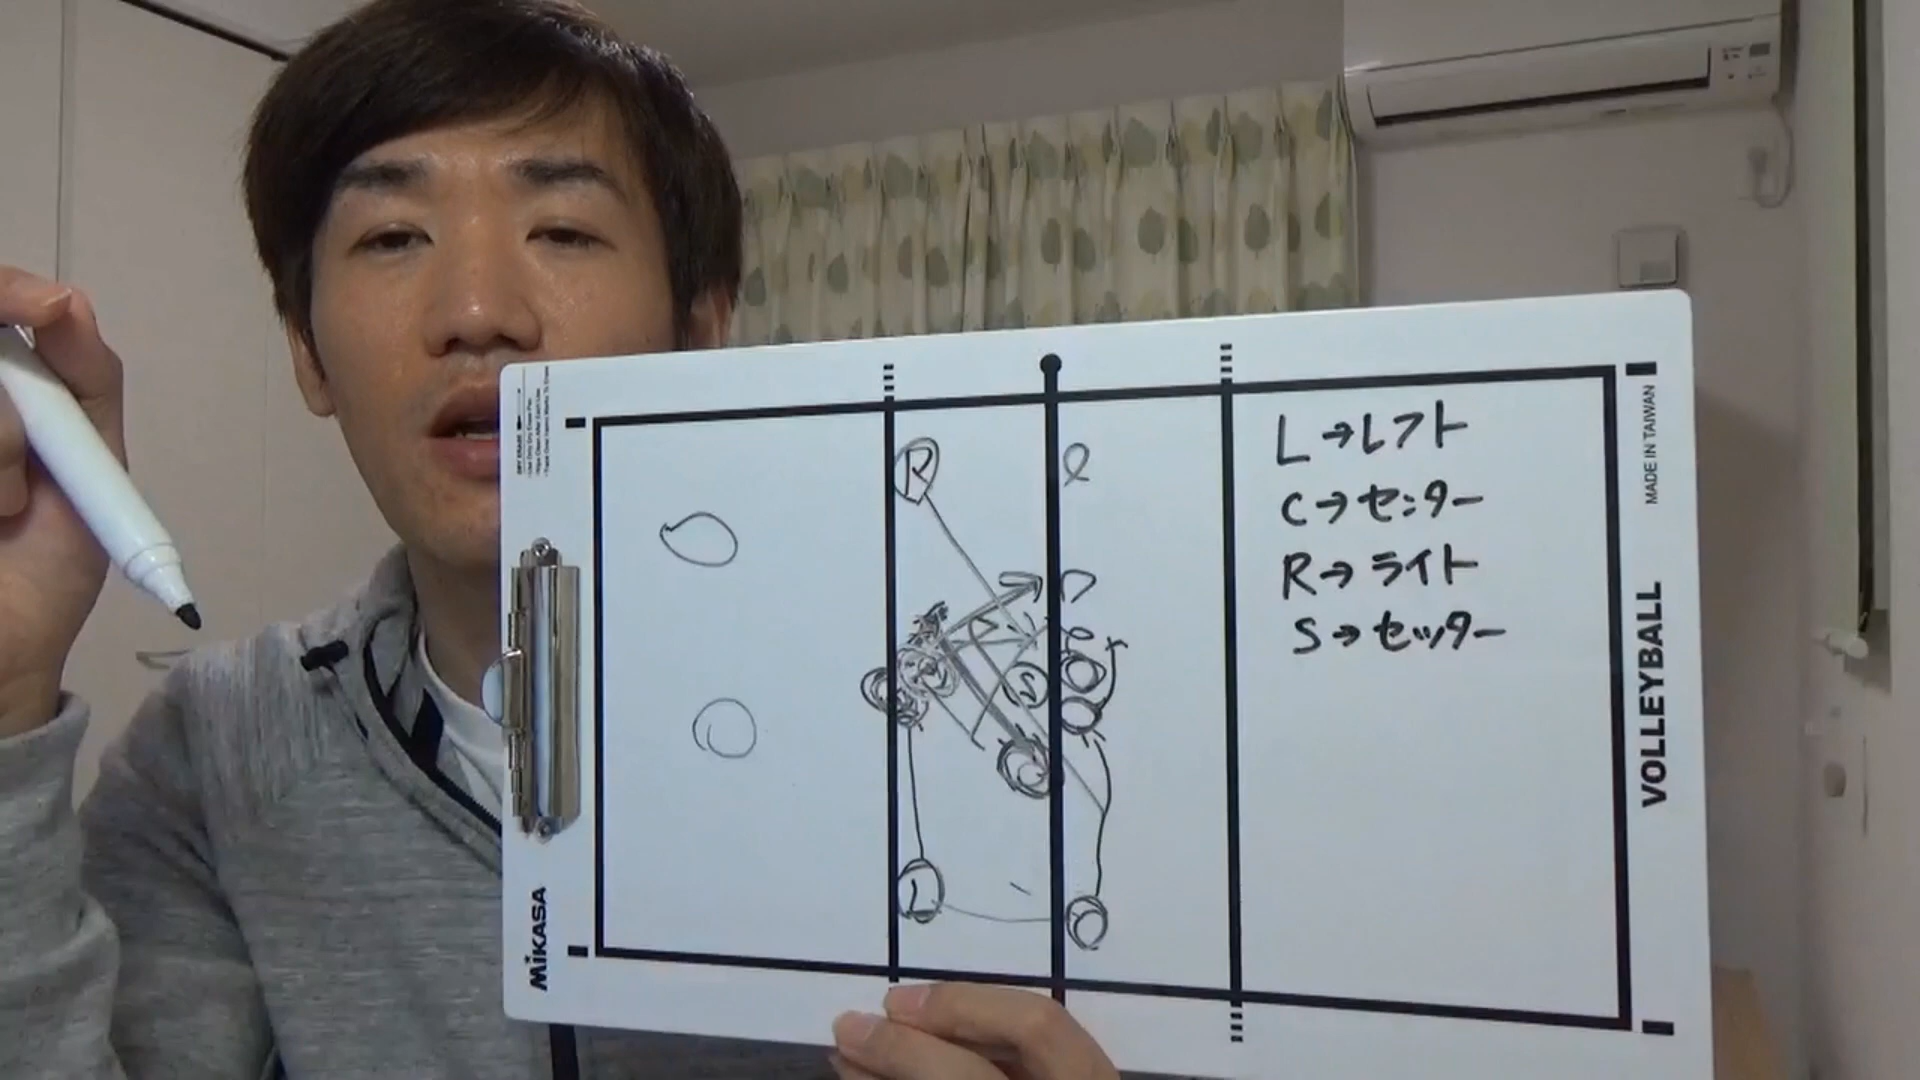 L→レフト
C→センター
R→ライト
S→セッター
R
S
L
MiKASA
VOLLEYBALL
MADE IN TAIWAN